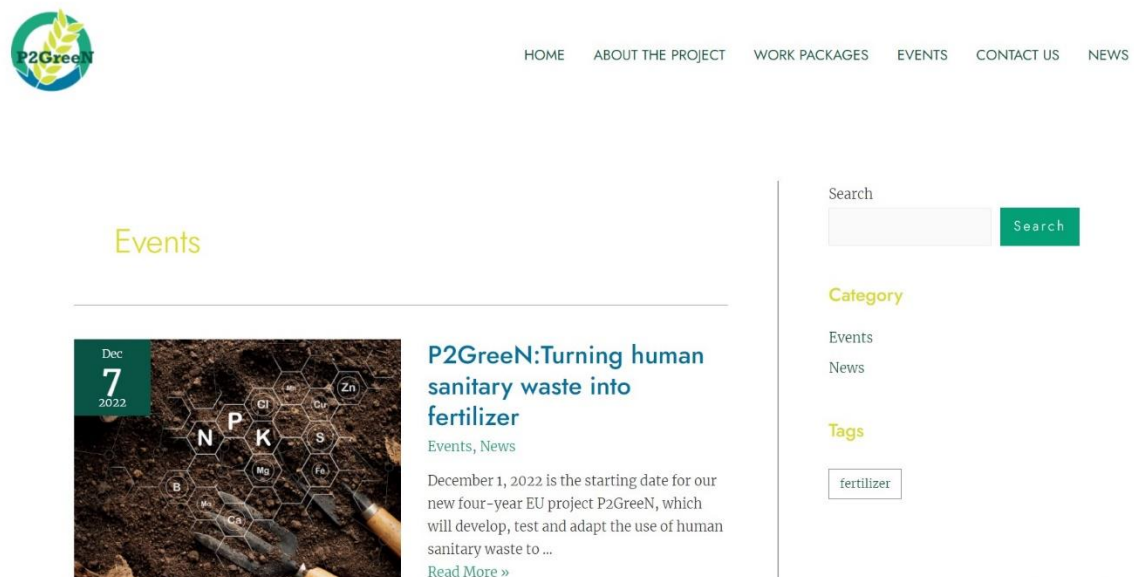 P2GreeN
HOME ABOUT THE PROJECT WORK PACKAGES EVENTS CONTACT US NEWS
Events
Dec
7
2022
Zn
Cl
Cu
P
N K S
Mg Fe
B
Ca
P2GreeN:Turning human
sanitary waste into
fertilizer
Events, News
December 1, 2022 is the starting date for our
new four-year EU project P2GreeN, which
will develop, test and adapt the use of human
sanitary waste to ...
Read More »
Search
Search
Category
Events
News
Tags
fertilizer